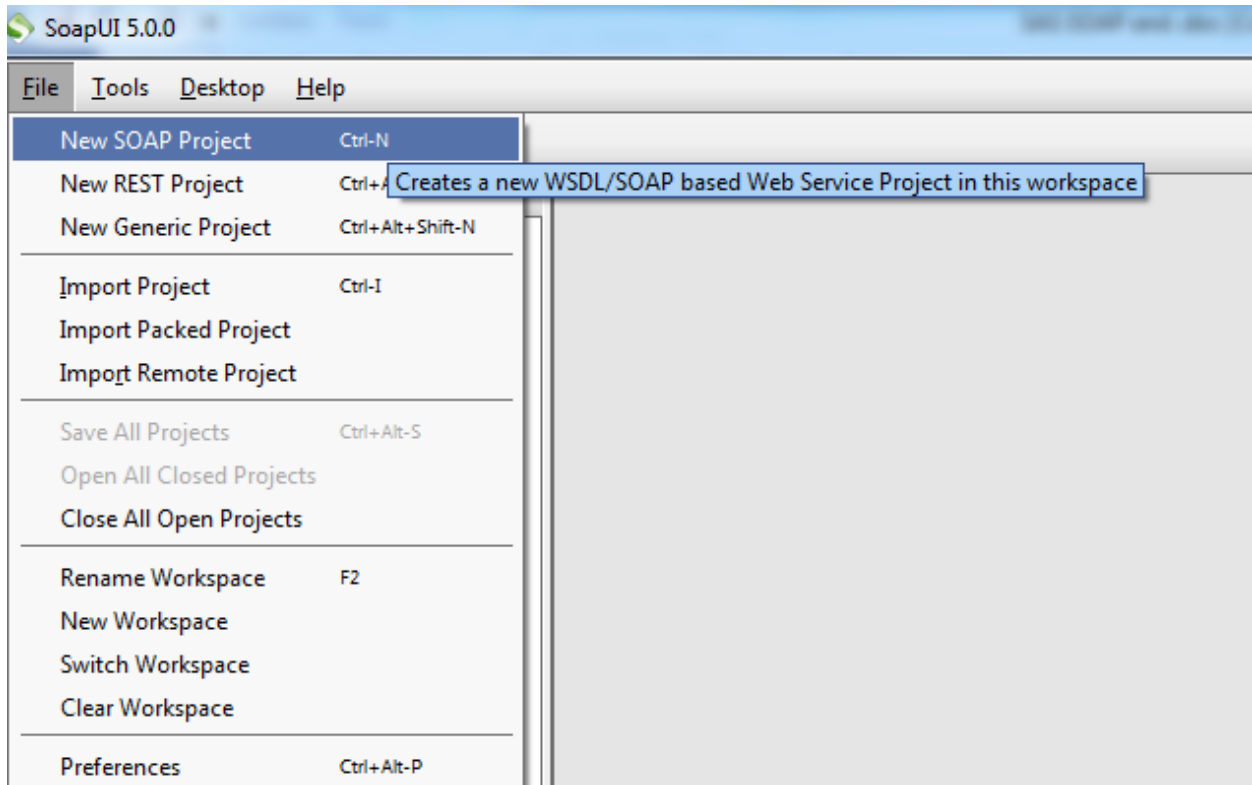 SoapUI 5.0.0
File Tools Desktop Help
New SOAP Project Ctrl-N
New REST Project Ctrl+A
Creates a new WSDL/SOAP based Web Service Project in this workspace
New Generic Project Ctrl+Alt+Shift-N
Import Project Ctrl-I
Import Packed Project
Import Remote Project
Save All Projects Ctrl+Alt-S
Open All Closed Projects
Close All Open Projects
Rename Workspace F2
New Workspace
Switch Workspace
Clear Workspace
Preferences Ctrl+Alt-P